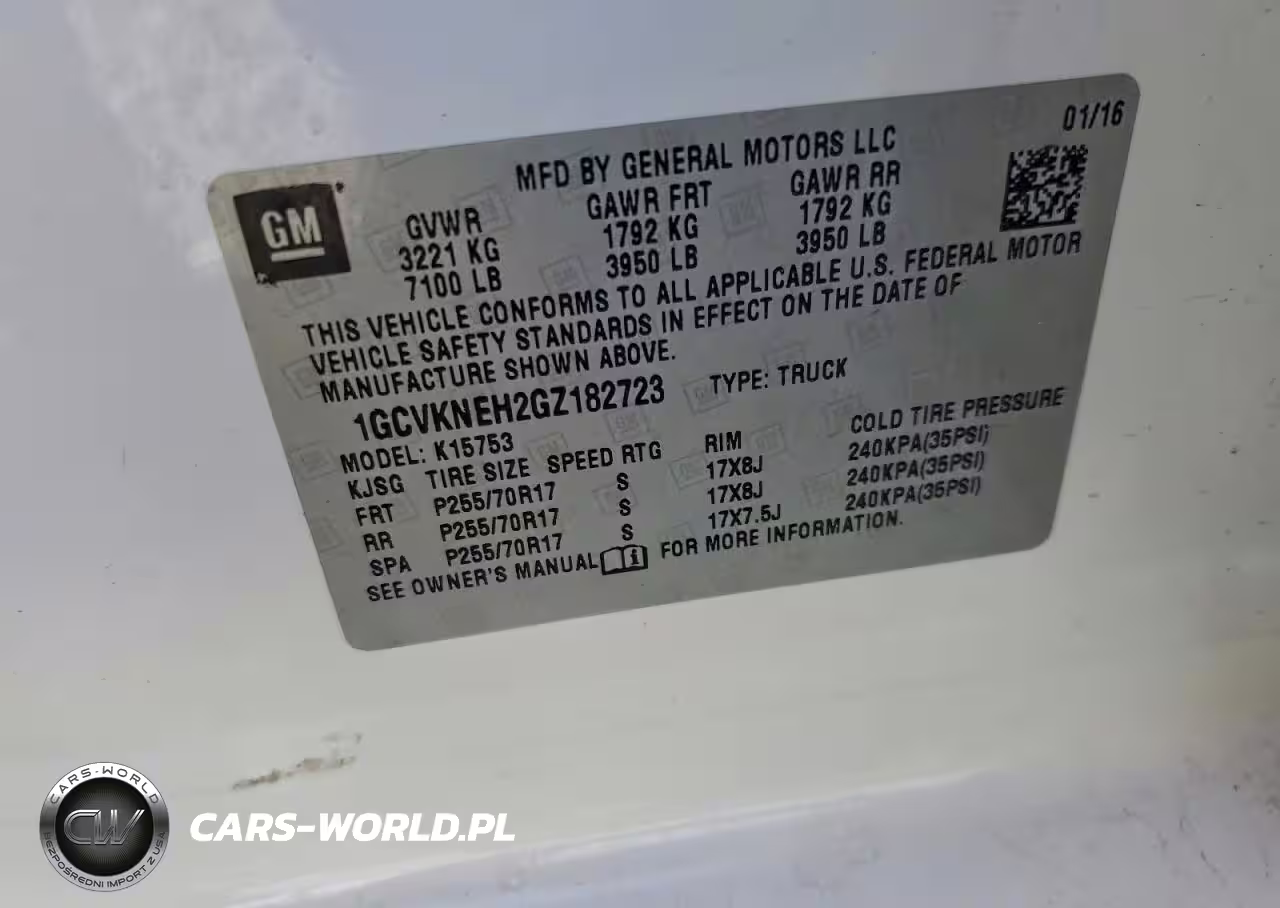 01/16
MFD BY GENERAL MOTORS LLC
GM
GVWR GAWR FRT GAWR RR
3221 KG 1792 KG 1792 KG
7100 LB 3950 LB 3950 LB
THIS VEHICLE CONFORMS TO ALL APPLICABLE U.S. FEDERAL MOTOR
VEHICLE SAFETY STANDARDS IN EFFECT ON THE DATE OF
MANUFACTURE SHOWN ABOVE.
1GCVKNEH2GZ182723 TYPE: TRUCK
MODEL: K15753
KJSG TIRE SIZE SPEED RTG RIM COLD TIRE PRESSURE
FRT P255/70R17 S 17X8J 240KPA(35PSI)
RR P255/70R17 S 17X8J 240KPA(35PSI)
SPA P255/70R17 S 17X7.5J 240KPA(35PSI)
SEE OWNER'S MANUAL FOR MORE INFORMATION.
CARS-WORLD
CW
BEZPOŚREDNI IMPORT Z USA
CARS-WORLD.PL